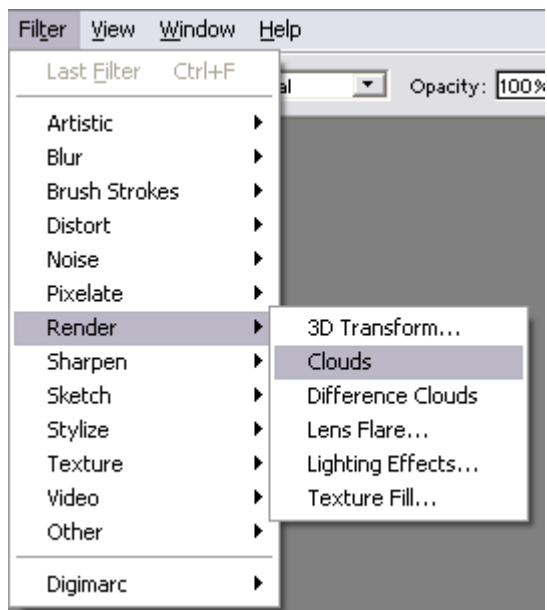 Filter View Window Help
Last Filter Ctrl+F
al Opacity: 100%
Artistic
Blur
Brush Strokes
Distort
Noise
Pixelate
Render
3D Transform...
Sharpen
Clouds
Sketch
Difference Clouds
Stylize
Lens Flare...
Texture
Lighting Effects...
Video
Texture Fill...
Other
Digimarc